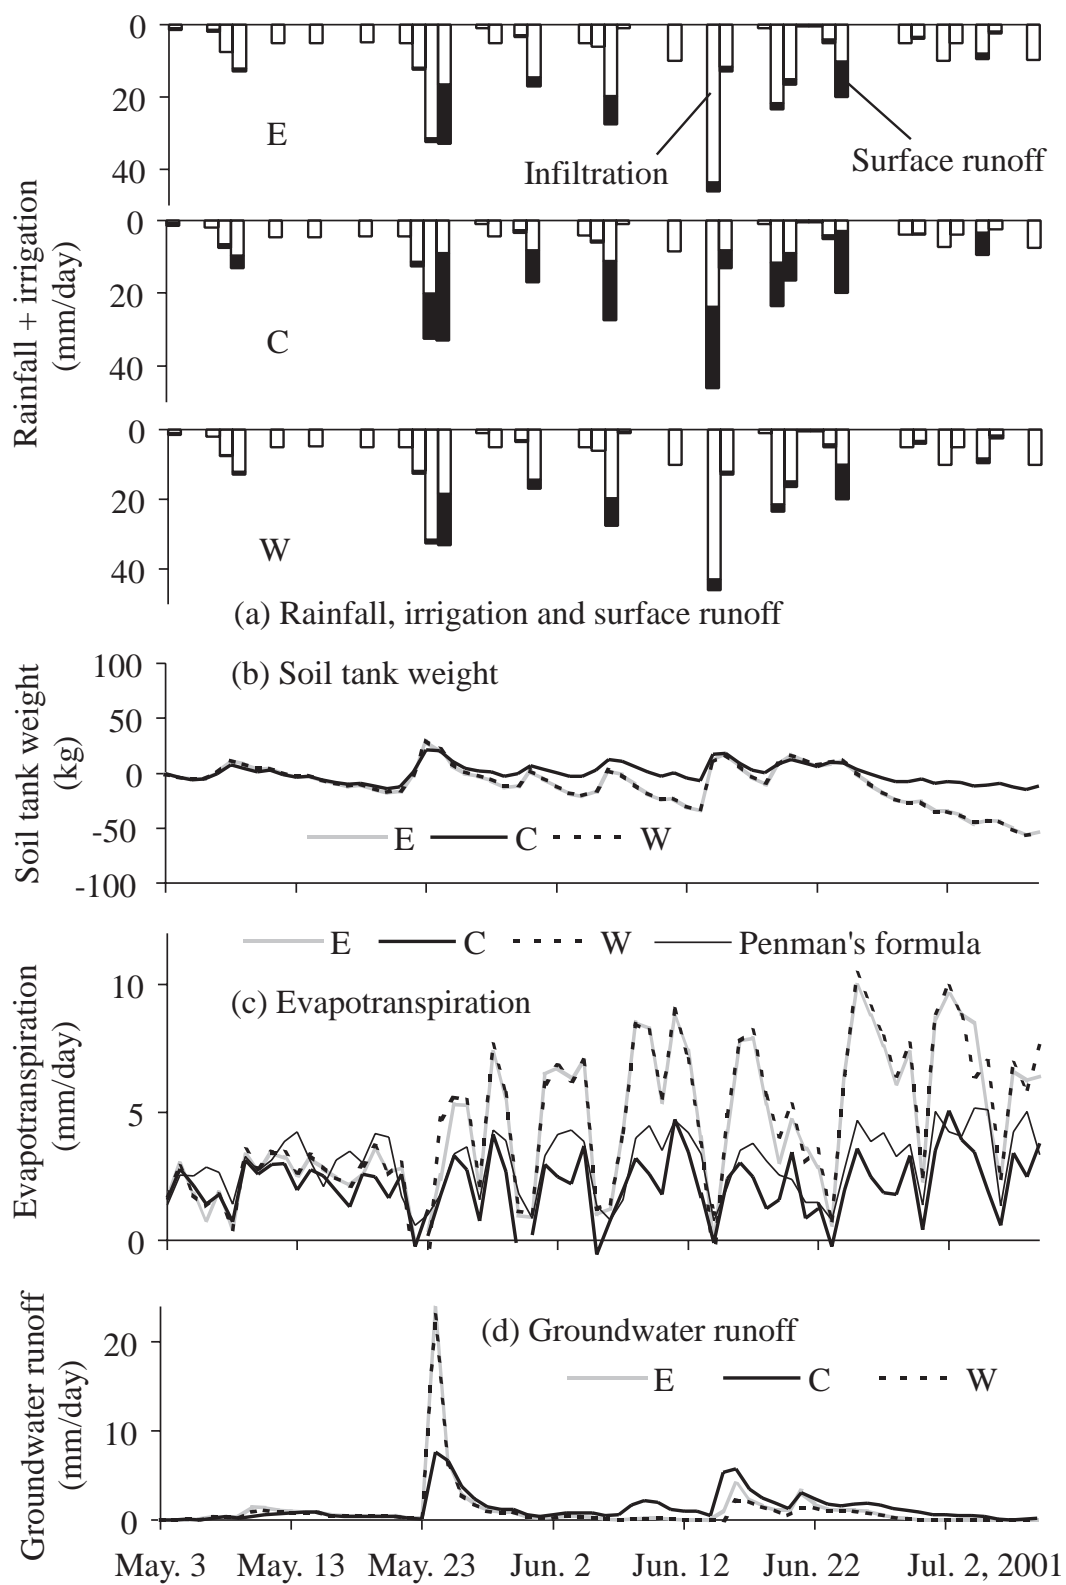 0
20
40
E
Infiltration
Surface runoff
0
20
40
C
Rainfall + irrigation
(mm/day)
0
20
40
W
(a) Rainfall, irrigation and surface runoff
100
50
0
-50
-100
Soil tank weight
(kg)
(b) Soil tank weight
E C W
E C W Penman's formula
10
5
0
Evapotranspiration
(mm/day)
(c) Evapotranspiration
20
10
0
Groundwater runoff
(mm/day)
(d) Groundwater runoff
E C W
May. 3 May. 13 May. 23 Jun. 2 Jun. 12 Jun. 22 Jul. 2, 2001